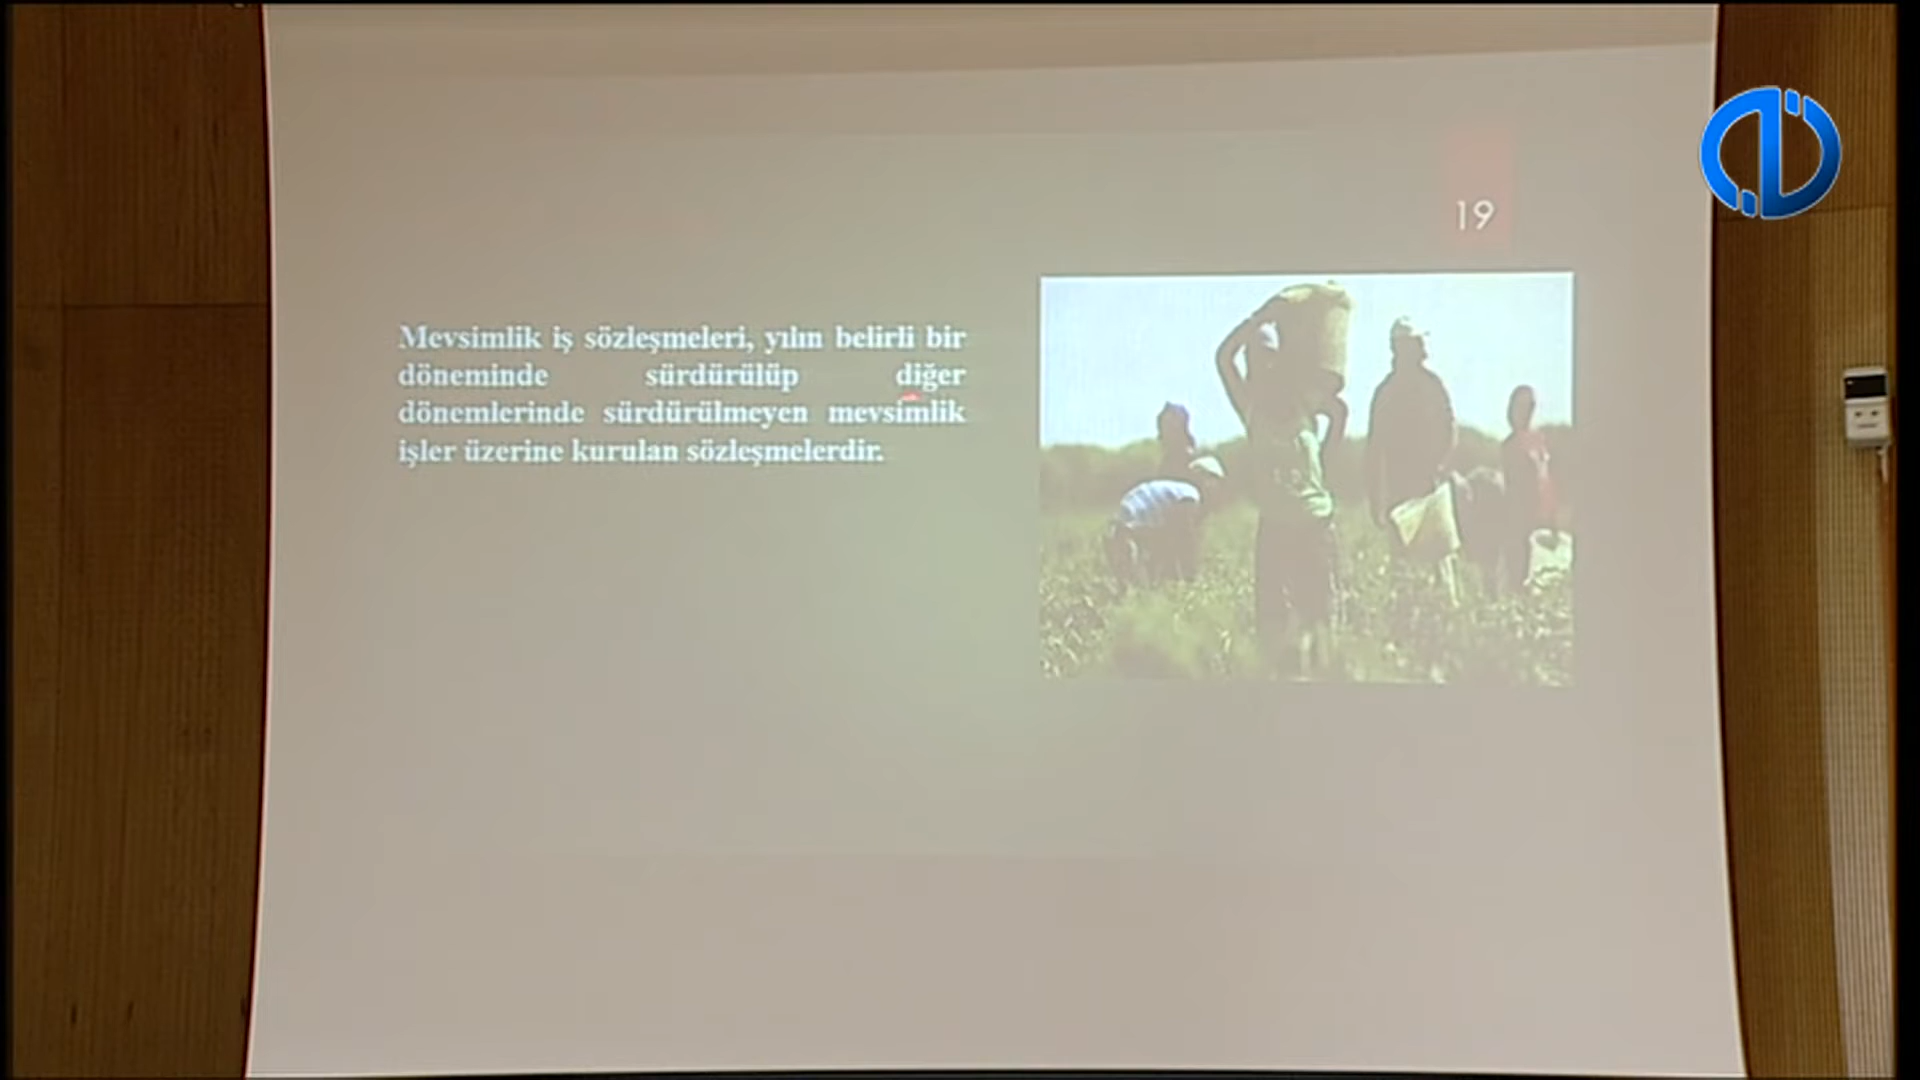 19
Mevsimlik iş sözleşmeleri, yılın belirli bir
döneminde sürdürülüp diğer
dönemlerinde sürdürülmeyen mevsimlik
işler üzerine kurulan sözleşmelerdir.